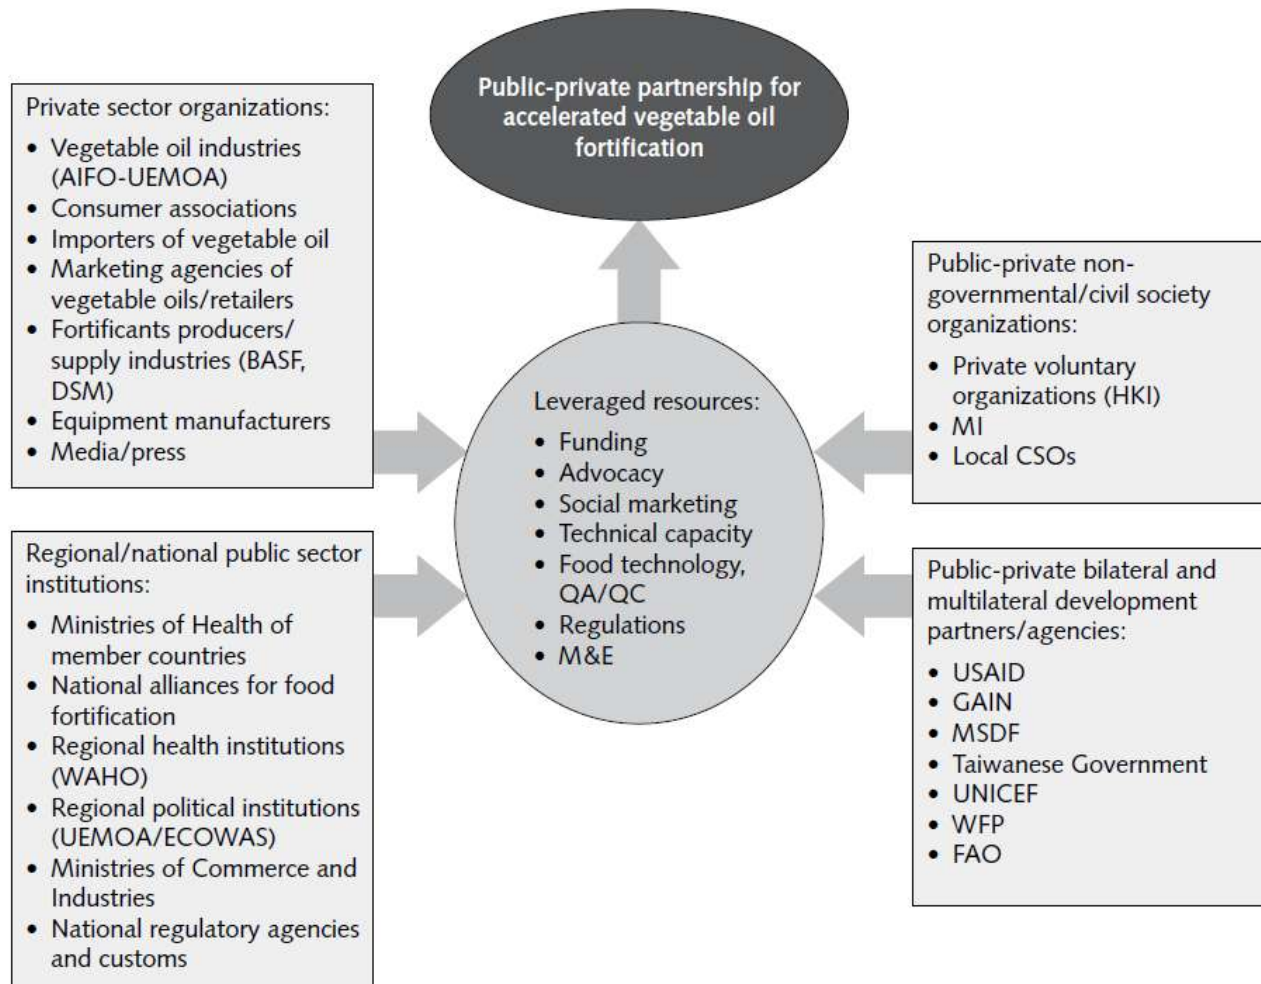 Public-private partnership for
accelerated vegetable oil
fortification
Private sector organizations:
• Vegetable oil industries
(AIFO-UEMOA)
• Consumer associations
• Importers of vegetable oil
• Marketing agencies of
vegetable oils/retailers
• Fortificants producers/
supply industries (BASF,
DSM)
• Equipment manufacturers
• Media/press
Regional/national public sector
institutions:
• Ministries of Health of
member countries
• National alliances for food
fortification
• Regional health institutions
(WAHO)
• Regional political institutions
(UEMOA/ECOWAS)
• Ministries of Commerce and
Industries
• National regulatory agencies
and customs
Leveraged resources:
• Funding
• Advocacy
• Social marketing
• Technical capacity
• Food technology,
QA/QC
• Regulations
• M&E
Public-private non-
governmental/civil society
organizations:
• Private voluntary
organizations (HKI)
• MI
• Local CSOs
Public-private bilateral and
multilateral development
partners/agencies:
• USAID
• GAIN
• MSDF
• Taiwanese Government
• UNICEF
• WFP
• FAO